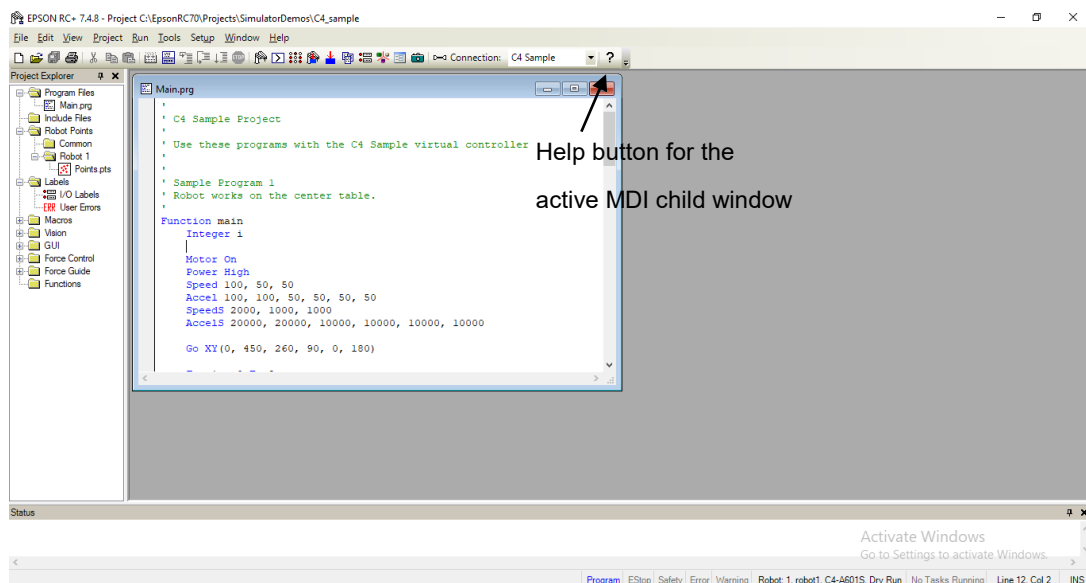 EPSON RC+ 7.4.8 - Project C:\EpsonRC70\Projects\SimulatorDemos\C4_sample
File Edit View Project Run Tools Setup Window Help
Connection: C4 Sample ?
Project Explorer
Program Files
Main.prg
Include Files
Robot Points
Common
Robot 1
Points.pts
Labels
I/O Labels
ERR User Errors
Macros
Vision
GUI
Force Control
Force Guide
Functions
Main.prg
'
' C4 Sample Project
'
' Use these programs with the C4 Sample virtual controller
'
'
' Sample Program 1
' Robot works on the center table.
'
Function main
Integer i
Motor On
Power High
Speed 100, 50, 50
Accel 100, 100, 50, 50, 50, 50
SpeedS 2000, 1000, 1000
AccelS 20000, 20000, 10000, 10000, 10000, 10000
Go XY(0, 450, 260, 90, 0, 180)
Help button for the
active MDI child window
Status
Activate Windows
Go to Settings to activate Windows.
Program EStop Safety Error Warning Robot: 1, robot1, C4-A601S, Dry Run No Tasks Running Line 12, Col 2 INS